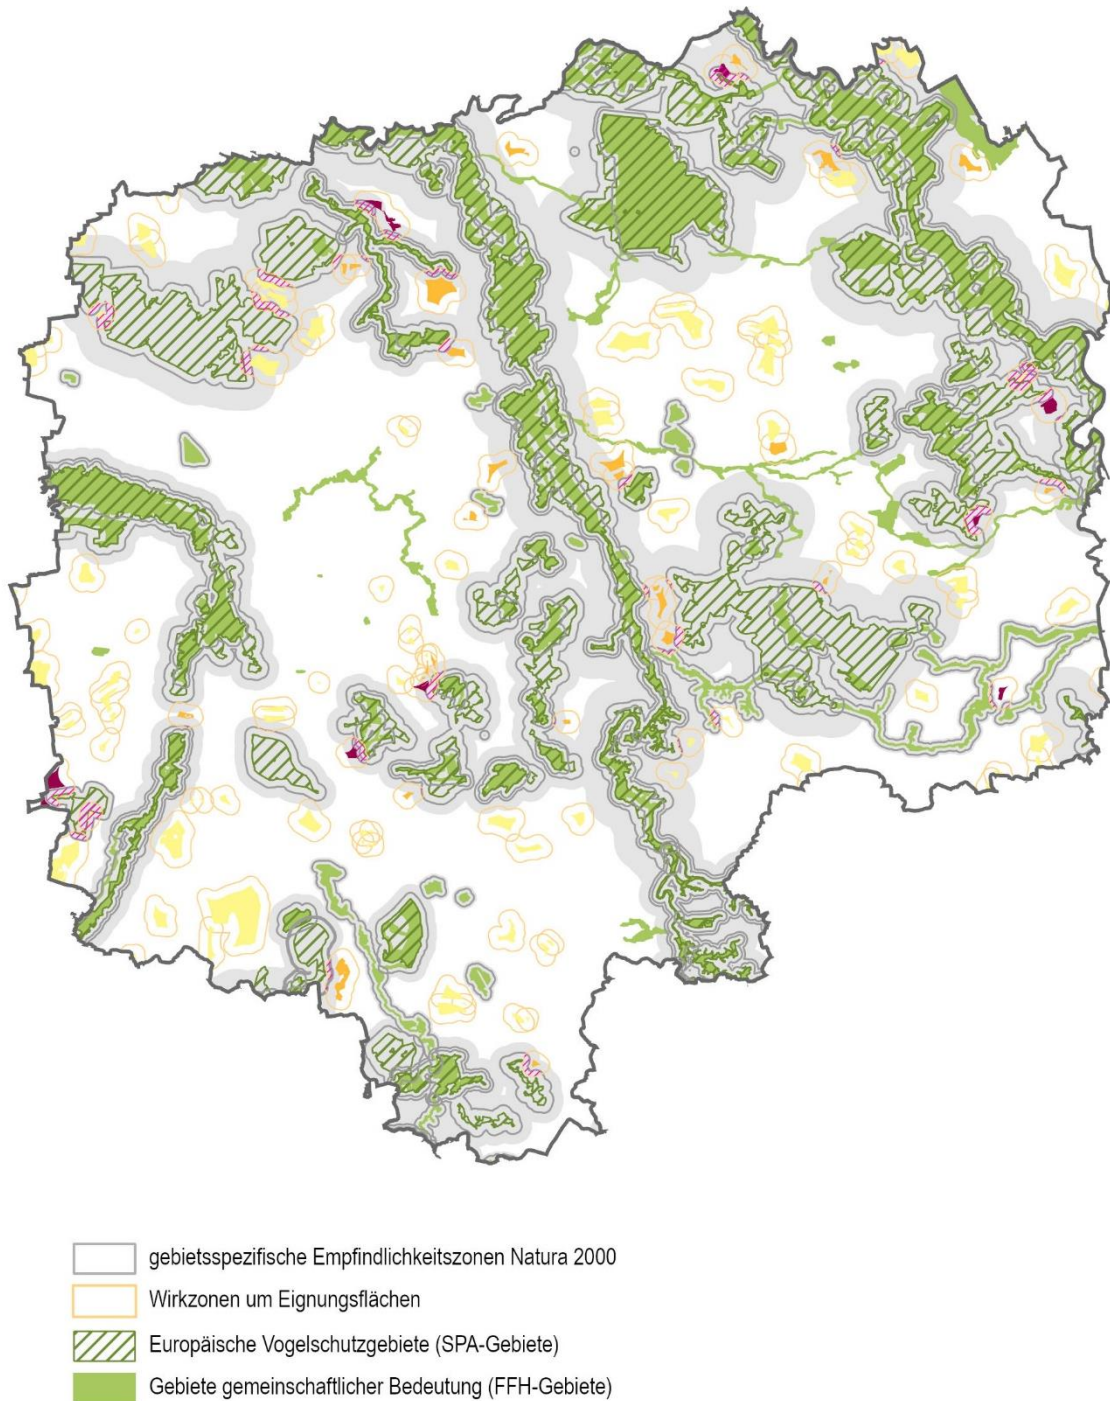 gebietsspezifische Empfindlichkeitszonen Natura 2000
Wirkzonen um Eignungsflächen
Europäische Vogelschutzgebiete (SPA-Gebiete)
Gebiete gemeinschaftlicher Bedeutung (FFH-Gebiete)